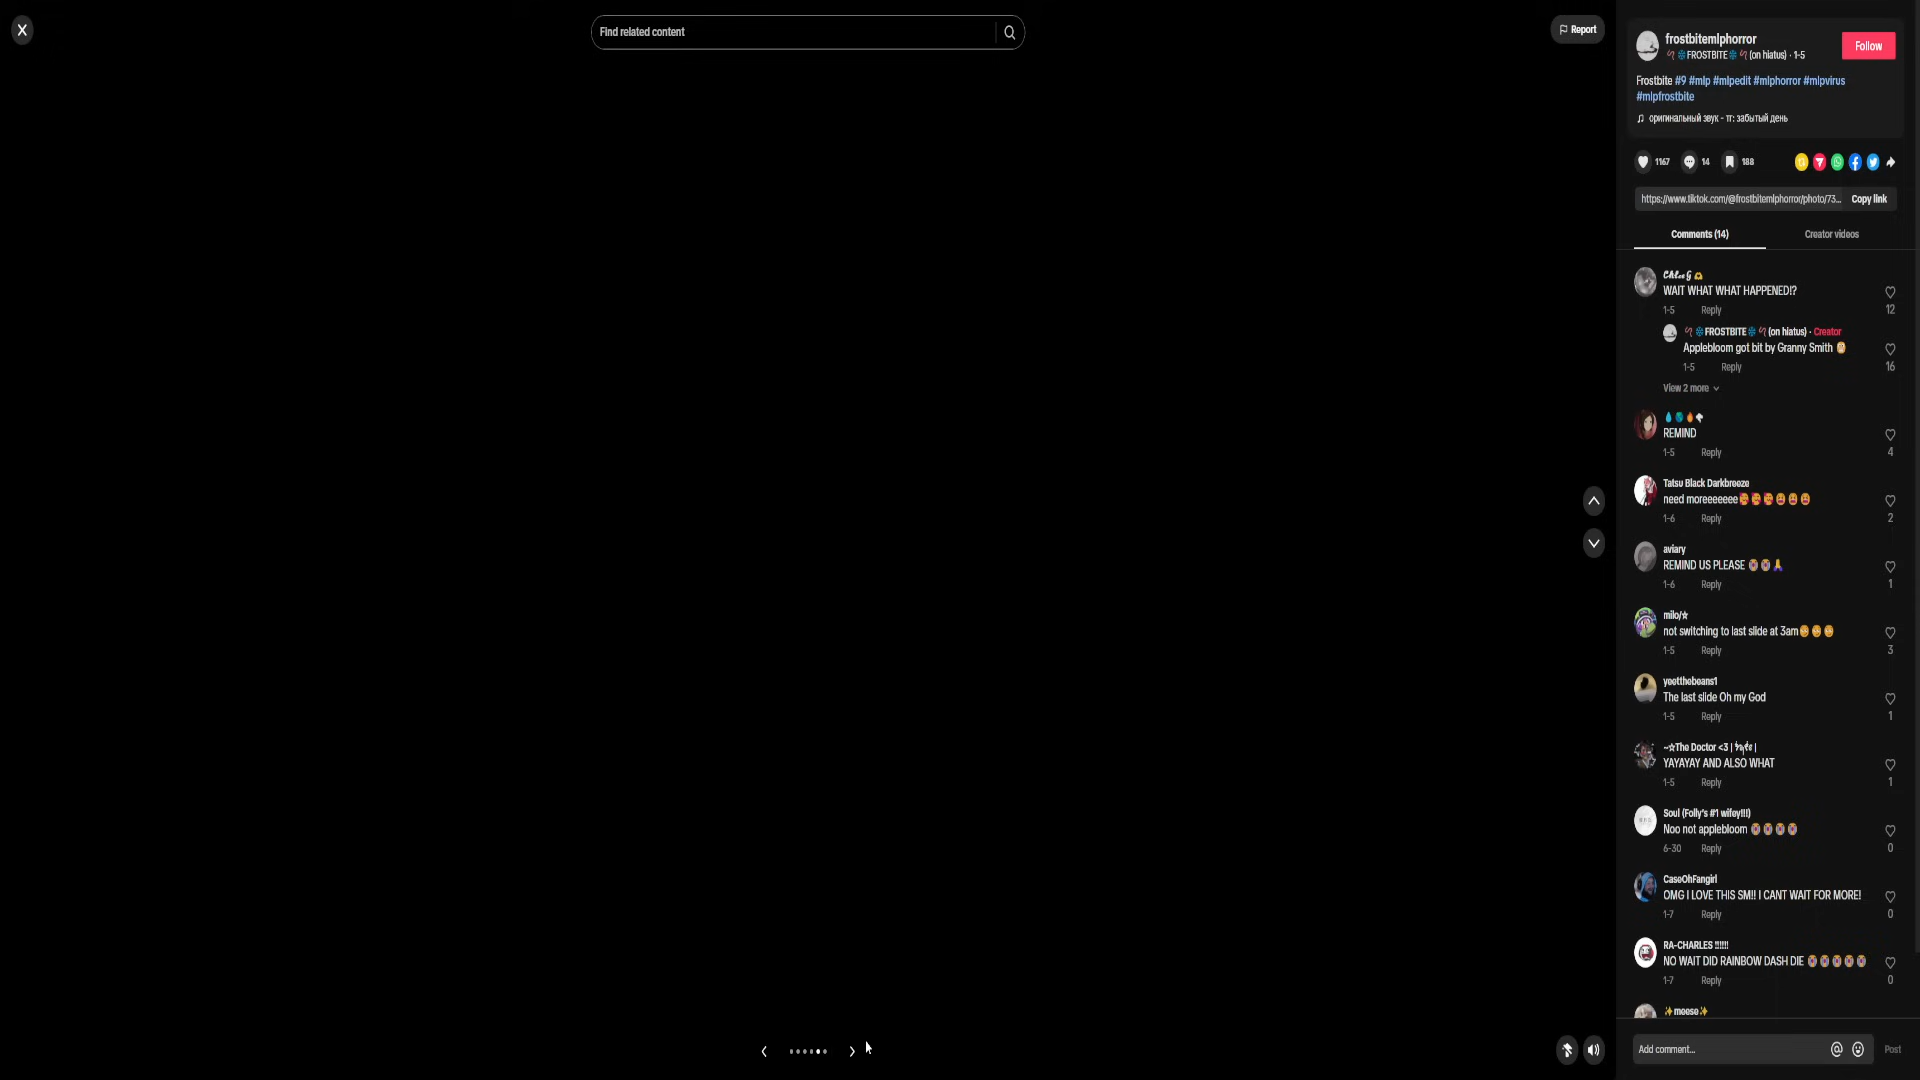 Find related content
Report
frostbitemlphorror
FROSTBITE (on hiatus) · 1-5
Follow
Frostbite #9 #mlp #mlpedit #mlphorror #mlpvirus
#mlpfrostbite
оригинальный звук - тг: забытый день
1167
14
188
https://www.tiktok.com/@frostbitemlphorror/photo/73...
Copy link
Comments (14)
Creator videos
Chloe G
WAIT WHAT WHAT HAPPENED!?
1-5 Reply
12
FROSTBITE (on hiatus) · Creator
Applebloom got bit by Granny Smith
1-5 Reply
16
View 2 more
REMIND
1-5 Reply
4
Tatsu Black Darkbreeze
need moreeeeeee
1-6 Reply
2
aviary
REMIND US PLEASE
1-6 Reply
1
milo/☆
not switching to last slide at 3am
1-5 Reply
3
yeetthebeans1
The last slide Oh my God
1-5 Reply
1
~☆The Doctor <3 |
YAYAYAY AND ALSO WHAT
1-5 Reply
1
Soul (Folly's #1 wifey!!!)
Noo not applebloom
6-30 Reply
0
CaseOhFangirl
OMG I LOVE THIS SM!! I CANT WAIT FOR MORE!
1-7 Reply
0
RA-CHARLES !!!!!!
NO WAIT DID RAINBOW DASH DIE
1-7 Reply
0
✨meese✨
Add comment...
Post